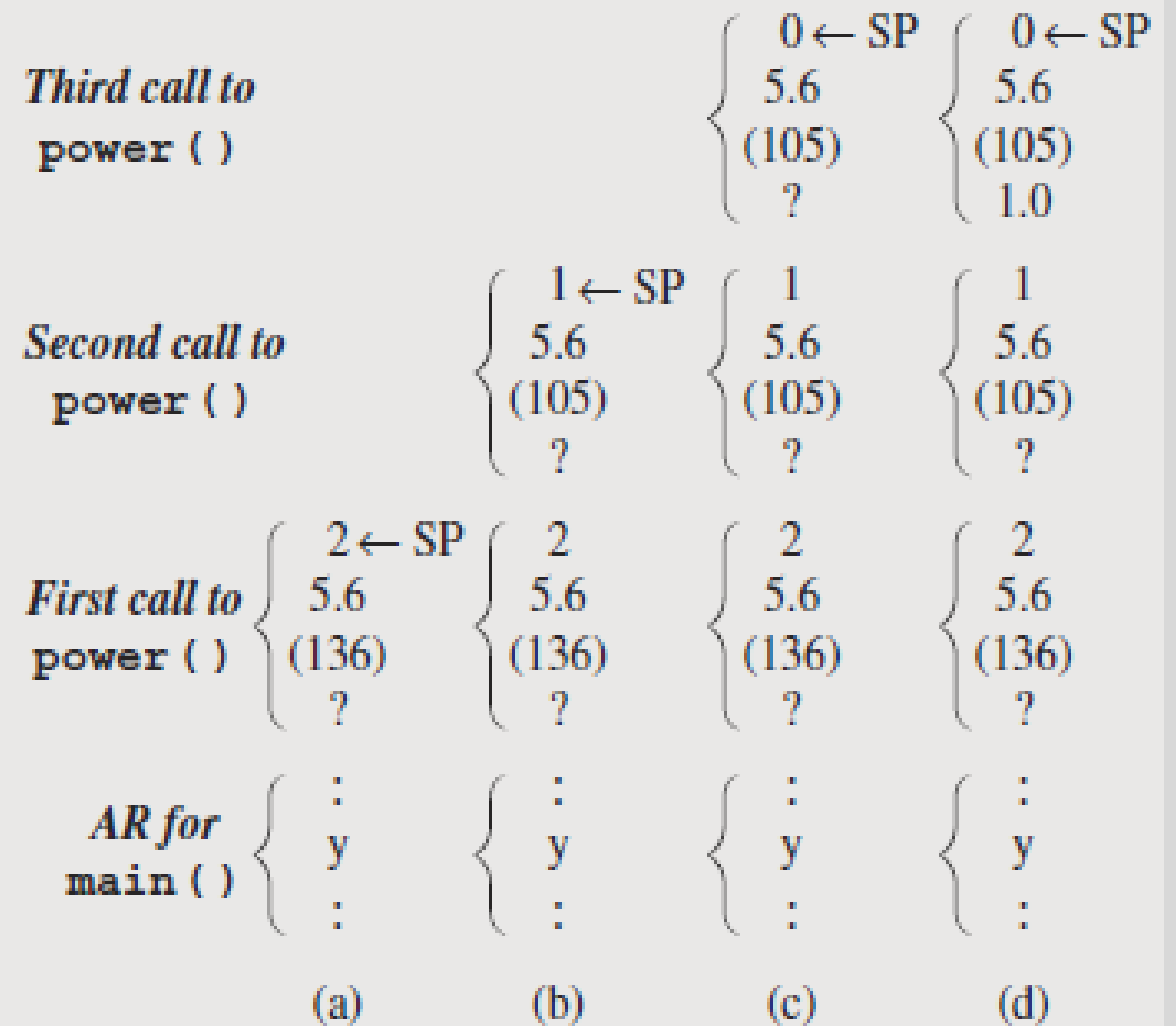 0 ← SP 0 ← SP
Third call to 5.6 5.6
power() (105) (105)
? 1.0
1 ← SP 1 1
Second call to 5.6 5.6 5.6
power() (105) (105) (105)
? ? ?
2 ← SP 2 2 2
First call to 5.6 5.6 5.6 5.6
power() (136) (136) (136) (136)
? ? ? ?
: : : :
AR for y y y y
main()
: : : :
(a) (b) (c) (d)